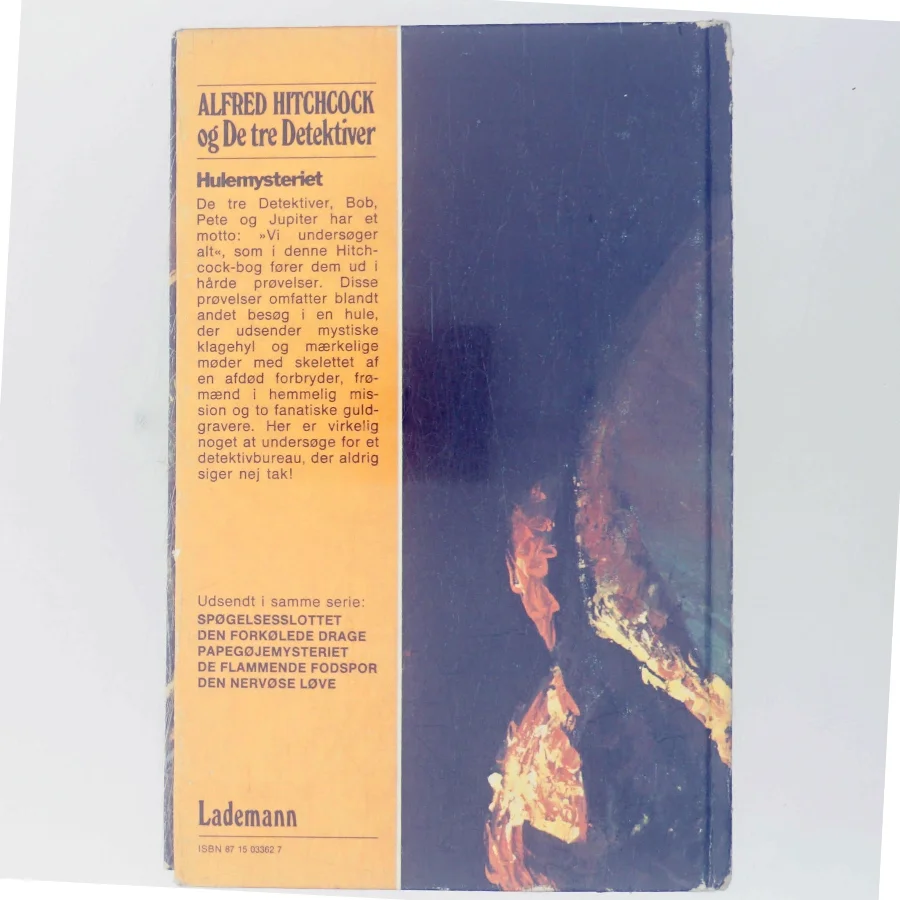 ALFRED HITCHCOCK
og De tre Detektiver
Hulemysteriet
De tre Detektiver, Bob,
Pete og Jupiter har et
motto: »Vi undersøger
alt«, som i denne Hitch-
cock-bog fører dem ud i
hårde prøvelser. Disse
prøvelser omfatter blandt
andet besøg i en hule,
der udsender mystiske
klagehyl og mærkelige
møder med skelettet af
en afdød forbryder, frø-
mænd i hemmelig mis-
sion og to fanatiske guld-
gravere. Her er virkelig
noget at undersøge for et
detektivbureau, der aldrig
siger nej tak!
Udsendt i samme serie:
SPØGELSESSLOTTET
DEN FORKØLEDE DRAGE
PAPEGØJEMYSTERIET
DE FLAMMENDE FODSPOR
DEN NERVØSE LØVE
Lademann
ISBN 87 15 03362 7